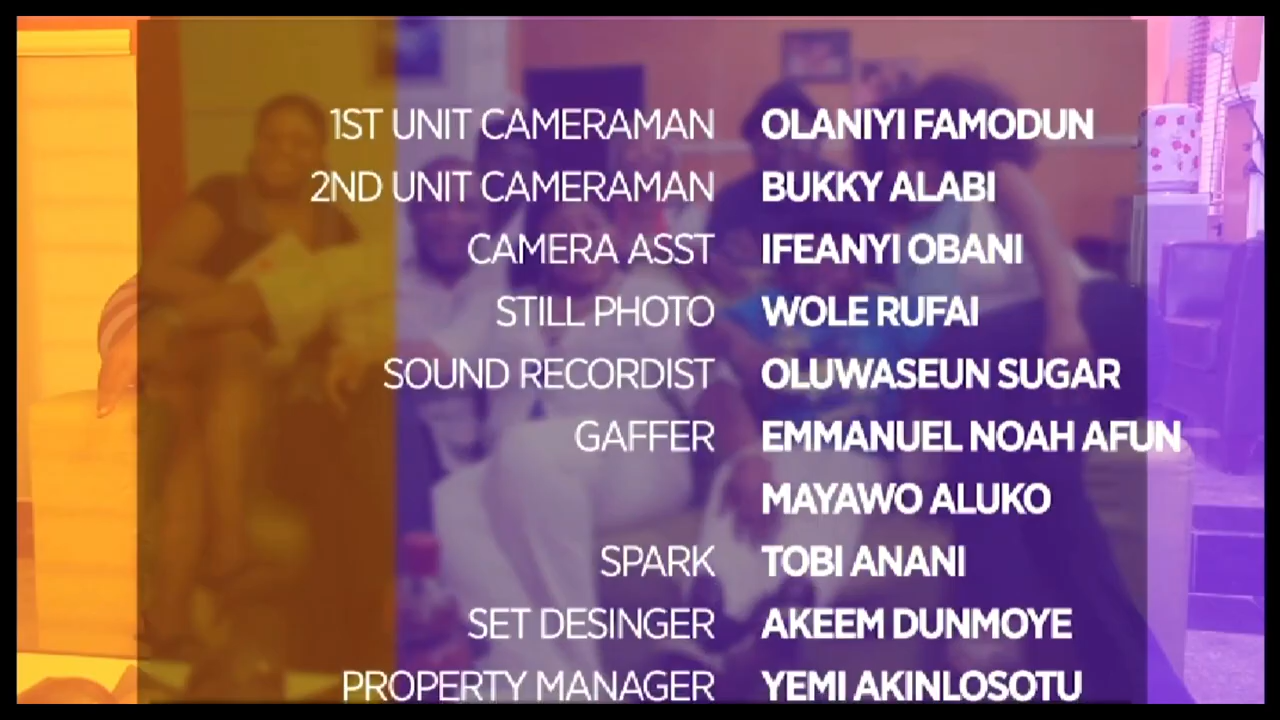 1ST UNIT CAMERAMAN OLANIYI FAMODUN
2ND UNIT CAMERAMAN BUKKY ALABI
CAMERA ASST IFEANYI OBANI
STILL PHOTO WOLE RUFAI
SOUND RECORDIST OLUWASEUN SUGAR
GAFFER EMMANUEL NOAH AFUN
MAYAWO ALUKO
SPARK TOBI ANANI
SET DESINGER AKEEM DUNMOYE
PROPERTY MANAGER YEMI AKINLOSOTU